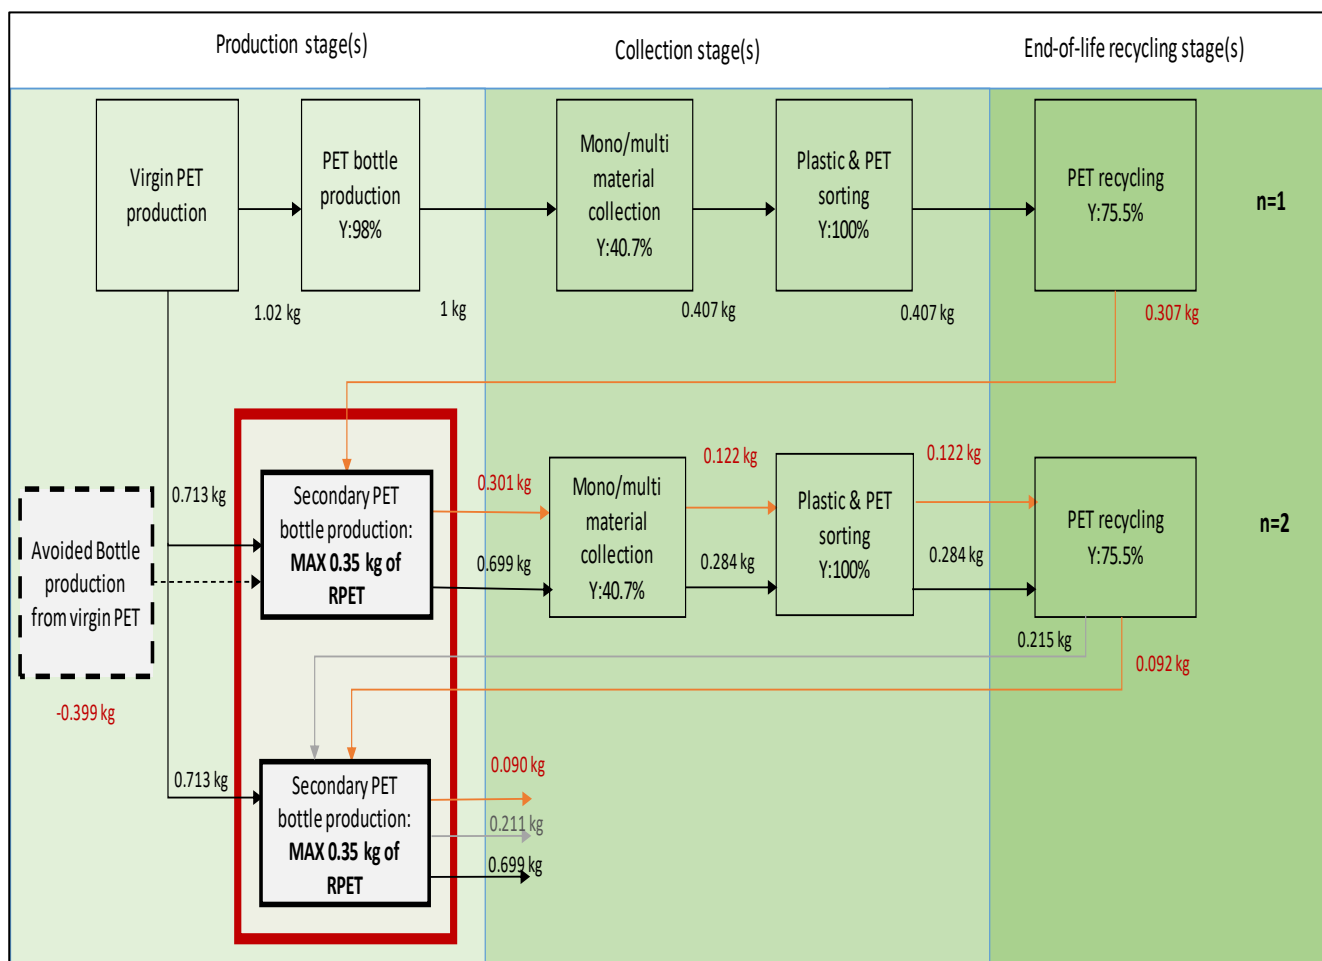 Production stage(s)
Collection stage(s)
End-of-life recycling stage(s)
Virgin PET
production
PET bottle
production
Y:98%
Mono/multi
material
collection
Y:40.7%
Plastic & PET
sorting
Y:100%
PET recycling
Y:75.5%
n=1
1.02 kg
1 kg
0.407 kg
0.407 kg
0.307 kg
0.713 kg
Avoided Bottle
production
from virgin PET
-0.399 kg
Secondary PET
bottle production:
MAX 0.35 kg of
RPET
0.301 kg
0.699 kg
Mono/multi
material
collection
Y:40.7%
0.122 kg
0.284 kg
Plastic & PET
sorting
Y:100%
0.122 kg
0.284 kg
PET recycling
Y:75.5%
n=2
0.215 kg
0.092 kg
0.713 kg
Secondary PET
bottle production:
MAX 0.35 kg of
RPET
0.090 kg
0.211 kg
0.699 kg